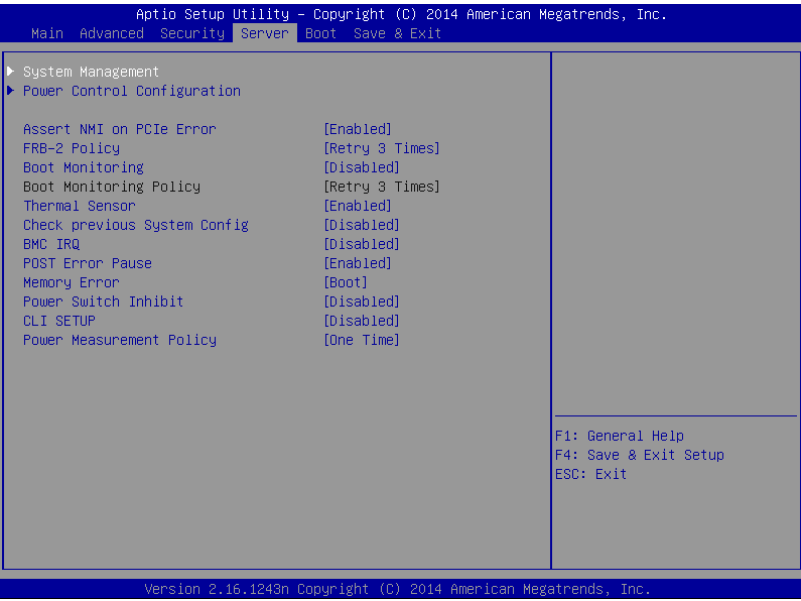 Aptio Setup Utility – Copyright (C) 2014 American Megatrends, Inc.
Main Advanced Security Server Boot Save & Exit
System Management
Power Control Configuration
Assert NMI on PCIe Error [Enabled]
FRB-2 Policy [Retry 3 Times]
Boot Monitoring [Disabled]
Boot Monitoring Policy [Retry 3 Times]
Thermal Sensor [Enabled]
Check previous System Config [Disabled]
BMC IRQ [Disabled]
POST Error Pause [Enabled]
Memory Error [Boot]
Power Switch Inhibit [Disabled]
CLI SETUP [Disabled]
Power Measurement Policy [One Time]
F1: General Help
F4: Save & Exit Setup
ESC: Exit
Version 2.16.1243n Copyright (C) 2014 American Megatrends, Inc.